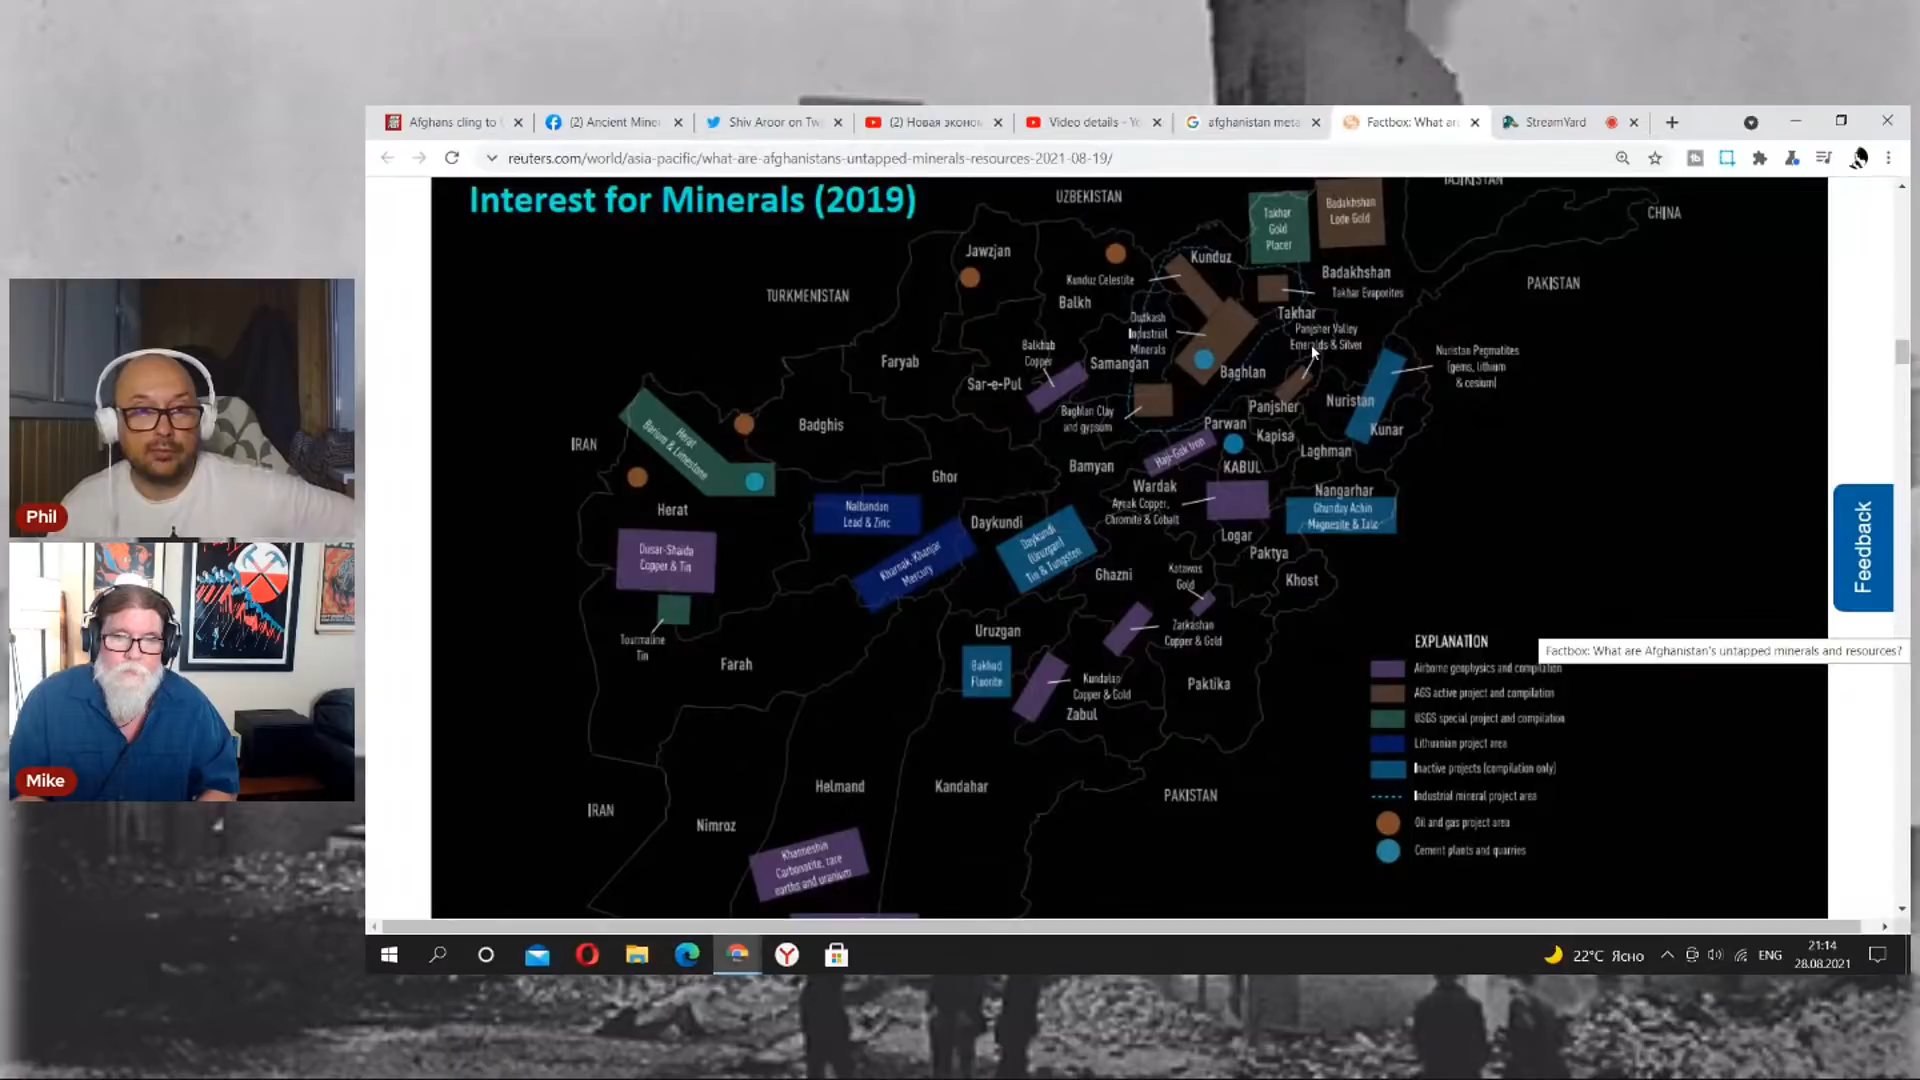 Afghans cling to
(2) Ancient Miner
Shiv Aroor on Tw
(2) Новая эконом
Video details - Yo
afghanistan meta
Factbox: What ar
StreamYard
reuters.com/world/asia-pacific/what-are-afghanistans-untapped-minerals-resources-2021-08-19/
Interest for Minerals (2019)
UZBEKISTAN
TAJIKISTAN
CHINA
Takhar
Gold
Placer
Badakhshan
Lode Gold
Jawzjan
Kunduz
Kunduz Celestite
Balkh
Badakhshan
Takhar Evaporites
TURKMENISTAN
PAKISTAN
Takhar
Panjsher Valley
Emeralds & Silver
Dudkash
Industrial
Minerals
Balkhab
Copper
Samangan
Faryab
Sar-e-Pul
Baghlan
Nuristan Pegmatites
(gems, lithium
& cesium)
Baghlan Clay
and gypsum
Panjsher
Nuristan
Badghis
Parwan
Kapisa
Kunar
Herat
Barium & Limestone
IRAN
Haji-Gak Iron
Laghman
Bamyan
KABUL
Ghor
Wardak
Nangarhar
Herat
Nalbandan
Lead & Zinc
Aynak Copper,
Chromite & Cobalt
Ghunday Achin
Magnesite & Talc
Daykundi
Daykundi
(Uruzgan)
Tin & Tungsten
Logar
Paktya
Dusar-Shaida
Copper & Tin
Kharnak-Khanjar
Mercury
Ghazni
Katawas
Gold
Khost
Tourmaline
Tin
Uruzgan
Zarkashan
Copper & Gold
Farah
Bakhud
Fluorite
Kundalan
Copper & Gold
Paktika
Zabul
EXPLANATION
Airborne geophysics and compilation
AGS active project and compilation
USGS special project and compilation
Lithuanian project area
Inactive projects (compilation only)
Industrial mineral project area
Oil and gas project area
Cement plants and quarries
Factbox: What are Afghanistan's untapped minerals and resources?
Feedback
Helmand
Kandahar
PAKISTAN
IRAN
Nimroz
Khanneshin
Carbonatite, rare
earths and uranium
Phil
Mike
22°C Ясно
ENG
21:14
28.08.2021